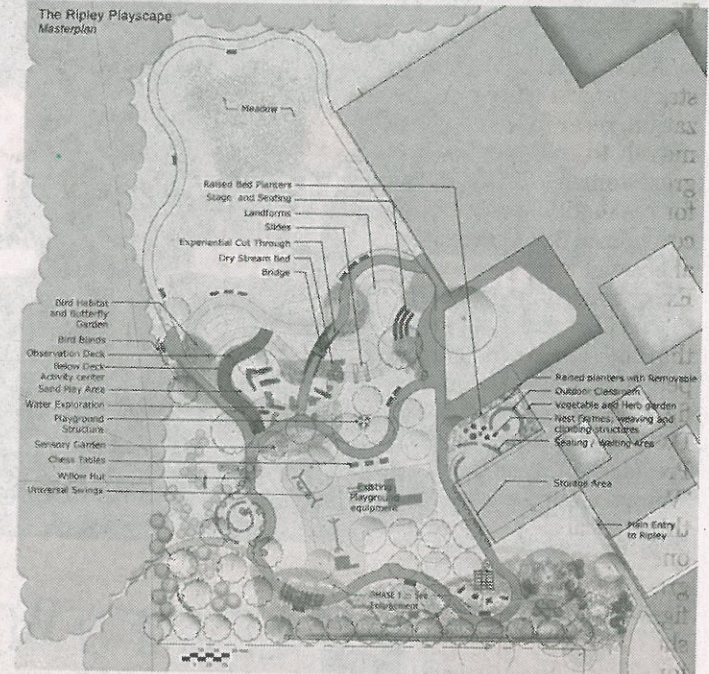 The Ripley Playscape
Masterplan
Meadow
Raised Bed Planters
Stage and Seating
Landforms
Slides
Experiential Cut Through
Dry Stream Bed
Bridge
Bird Habitat
and Butterfly
Garden
Bird Blinds
Observation Deck
Below Deck
Activity center
Sand Play Area
Water Exploration
Playground
Structure
Sensory Garden
Chess Tables
Willow Hut
Universal Swings
Existing
Playground
equipment
Raised planters with Removable
Outdoor Classroom
Vegetable and Herb garden
Nest Frames, weaving and
climbing structures
Seating / Waiting Area
Storage Area
Main Entry
to Ripley
PHASE 1 - See
Enlargement